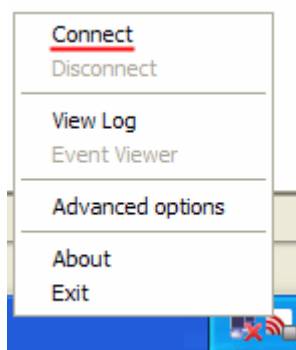 Connect
Disconnect
View Log
Event Viewer
Advanced options
About
Exit